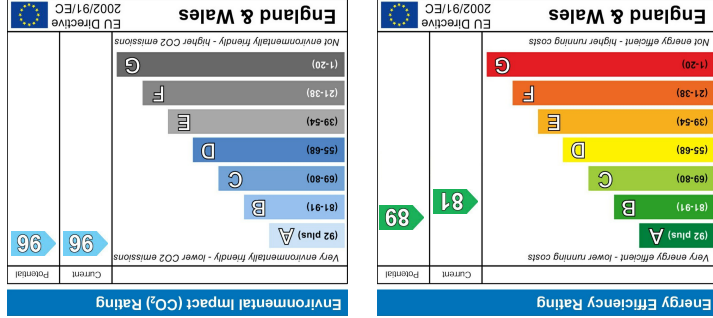 Energy Efficiency Rating
Current
Potential
Very energy efficient - lower running costs
(92 plus) A
(81-91) B
(69-80) C
(55-68) D
(39-54) E
(21-38) F
(1-20) G
81
89
Not energy efficient - higher running costs
England & Wales
EU Directive
2002/91/EC
Environmental Impact (CO₂) Rating
Current
Potential
Very environmentally friendly - lower CO2 emissions
(92 plus) A
(81-91) B
(69-80) C
(55-68) D
(39-54) E
(21-38) F
(1-20) G
96
96
Not environmentally friendly - higher CO2 emissions
England & Wales
EU Directive
2002/91/EC